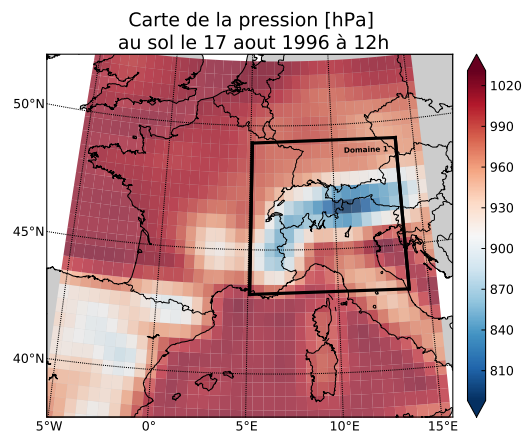 Carte de la pression [hPa]
au sol le 17 aout 1996 à 12h
50°N
45°N
40°N
5°W
0°
5°E
10°E
15°E
Domaine 1
1020
990
960
930
900
870
840
810